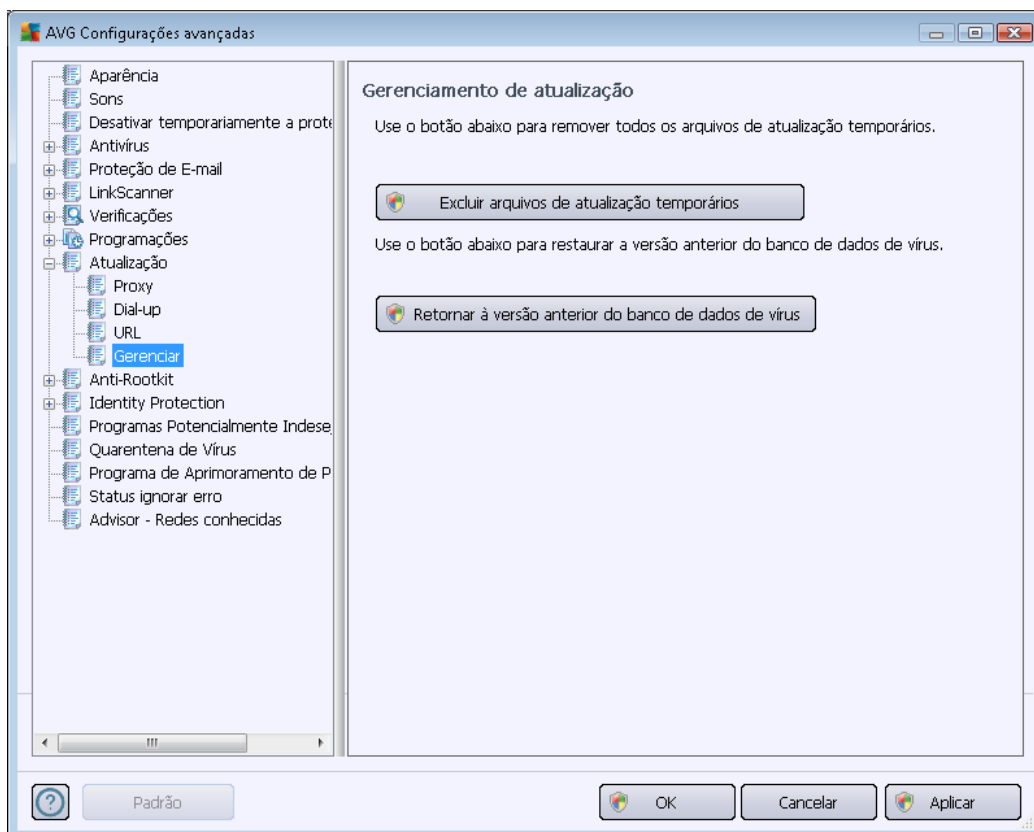 AVG Configurações avançadas
Aparência
Sons
Desativar temporariamente a prote
Antivírus
Proteção de E-mail
LinkScanner
Verificações
Programações
Atualização
Proxy
Dial-up
URL
Gerenciar
Anti-Rootkit
Identity Protection
Programas Potencialmente Indese
Quarentena de Vírus
Programa de Aprimoramento de P
Status ignorar erro
Advisor - Redes conhecidas
Gerenciamento de atualização
Use o botão abaixo para remover todos os arquivos de atualização temporários.
Excluir arquivos de atualização temporários
Use o botão abaixo para restaurar a versão anterior do banco de dados de vírus.
Retornar à versão anterior do banco de dados de vírus
Padrão
OK
Cancelar
Aplicar